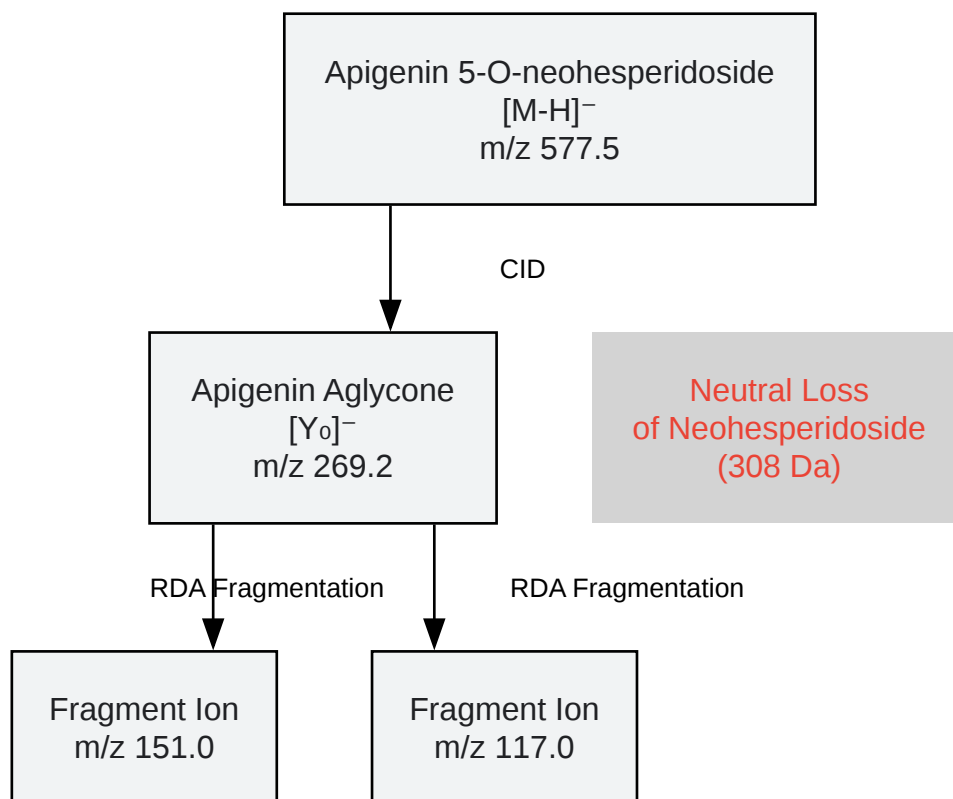 Apigenin 5-O-neohesperidoside
[M-H]⁻
m/z 577.5
CID
Apigenin Aglycone
[Y₀]⁻
m/z 269.2
Neutral Loss
of Neohesperidoside
(308 Da)
RDA Fragmentation
RDA Fragmentation
Fragment Ion
m/z 151.0
Fragment Ion
m/z 117.0